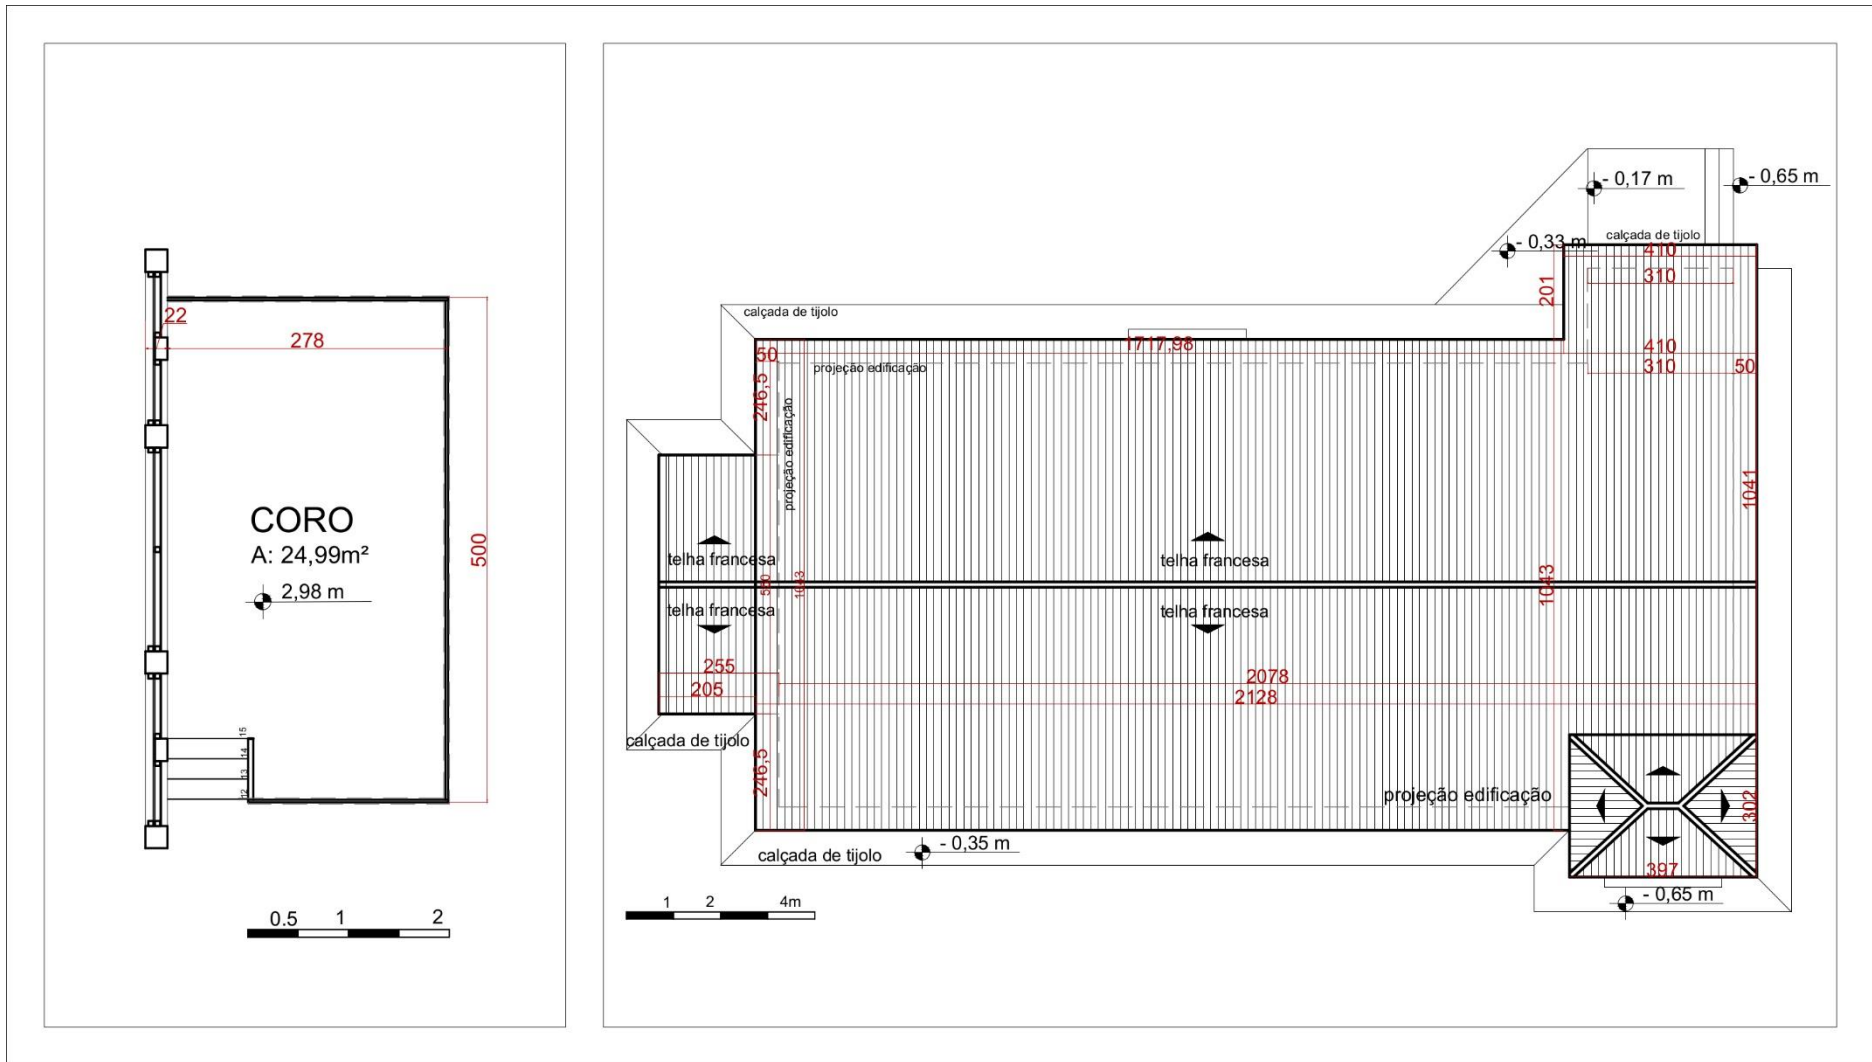 22
278
CORO
A: 24,99m²
2,98 m
500
15
14
13
12
0.5 1 2
- 0,17 m
- 0,65 m
- 0,33 m
calçada de tijolo
410
310
201
calçada de tijolo
50
1717,98
410
projeção edificação
310
50
246,5
projeção edificação
1041
telha francesa
telha francesa
550
1043
1043
telha francesa
telha francesa
255
2078
205
2128
calçada de tijolo
246,5
projeção edificação
302
- 0,35 m
calçada de tijolo
397
- 0,65 m
1 2 4m